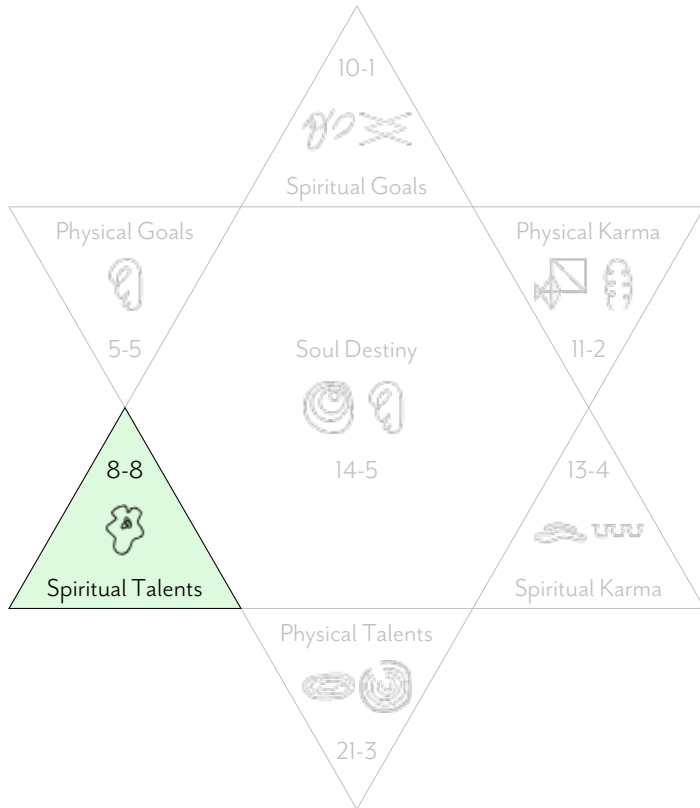 10-1
Spiritual Goals
Physical Goals
5-5
Physical Karma
11-2
Soul Destiny
14-5
8-8
Spiritual Talents
13-4
Spiritual Karma
Physical Talents
21-3